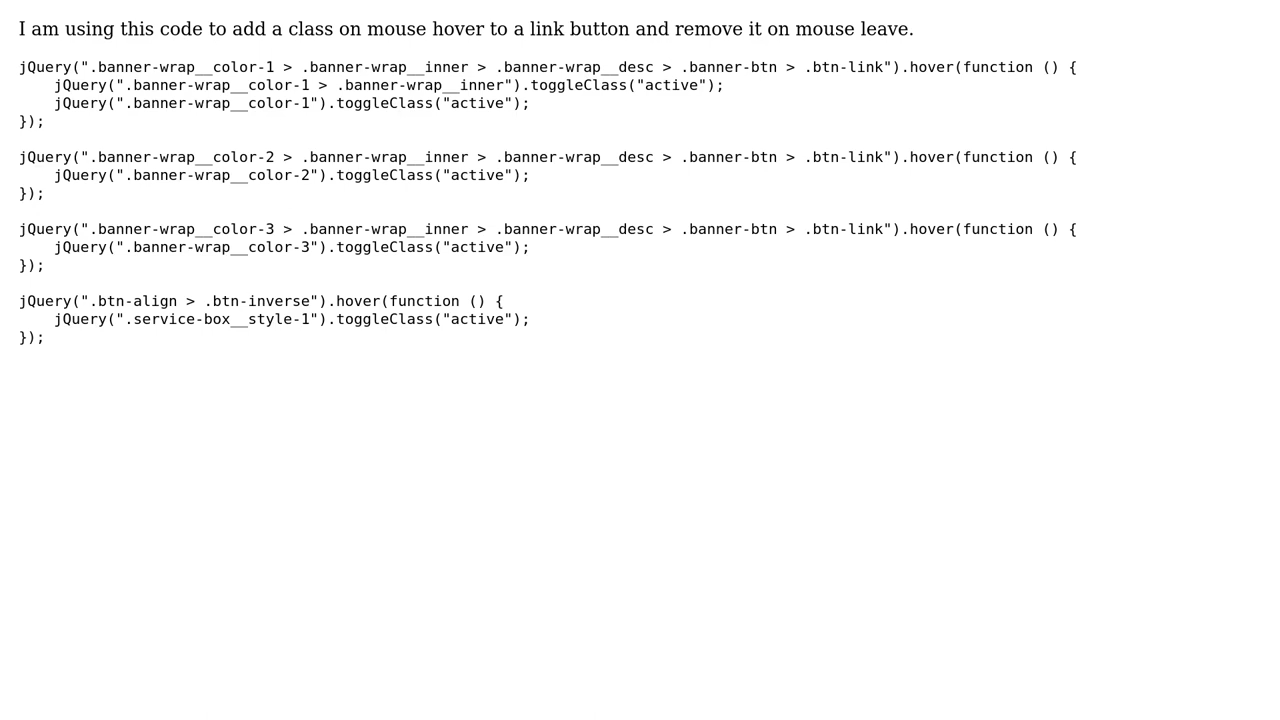 I am using this code to add a class on mouse hover to a link button and remove it on mouse leave.
jQuery(".banner-wrap__color-1 > .banner-wrap__inner > .banner-wrap__desc > .banner-btn > .btn-link").hover(function () {
    jQuery(".banner-wrap__color-1 > .banner-wrap__inner").toggleClass("active");
    jQuery(".banner-wrap__color-1").toggleClass("active");
});
jQuery(".banner-wrap__color-2 > .banner-wrap__inner > .banner-wrap__desc > .banner-btn > .btn-link").hover(function () {
    jQuery(".banner-wrap__color-2").toggleClass("active");
});
jQuery(".banner-wrap__color-3 > .banner-wrap__inner > .banner-wrap__desc > .banner-btn > .btn-link").hover(function () {
    jQuery(".banner-wrap__color-3").toggleClass("active");
});
jQuery(".btn-align > .btn-inverse").hover(function () {
    jQuery(".service-box__style-1").toggleClass("active");
});